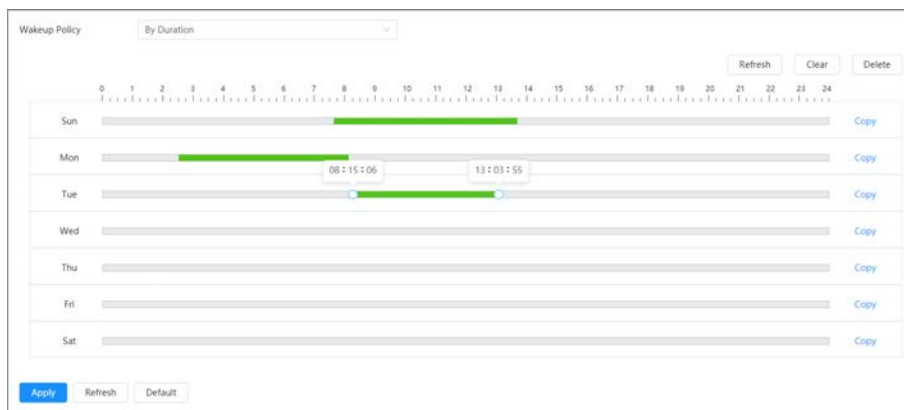 Wakeup Policy By Duration
Refresh Clear Delete
0 1 2 3 4 5 6 7 8 9 10 11 12 13 14 15 16 17 18 19 20 21 22 23 24
Sun Copy
Mon Copy
08 : 15 : 06 13 : 03 : 55
Tue Copy
Wed Copy
Thu Copy
Fri Copy
Sat Copy
Apply Refresh Default